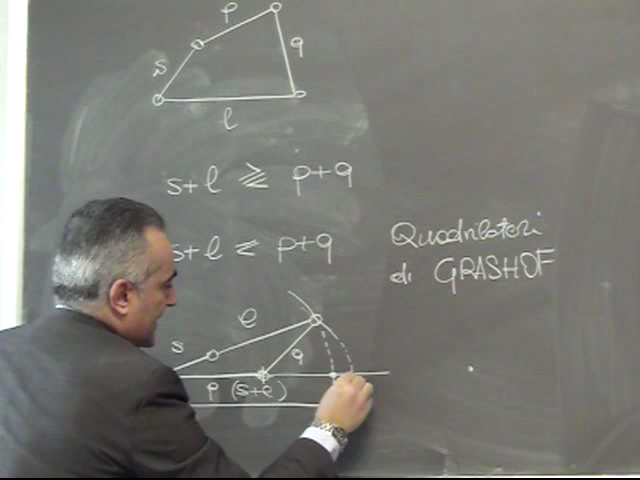 p
s
q
l
s+l ⋛ p+q
s+l ≤ p+q
Quadrilateri
di GRASHOF
s
l
q
p (s+l)